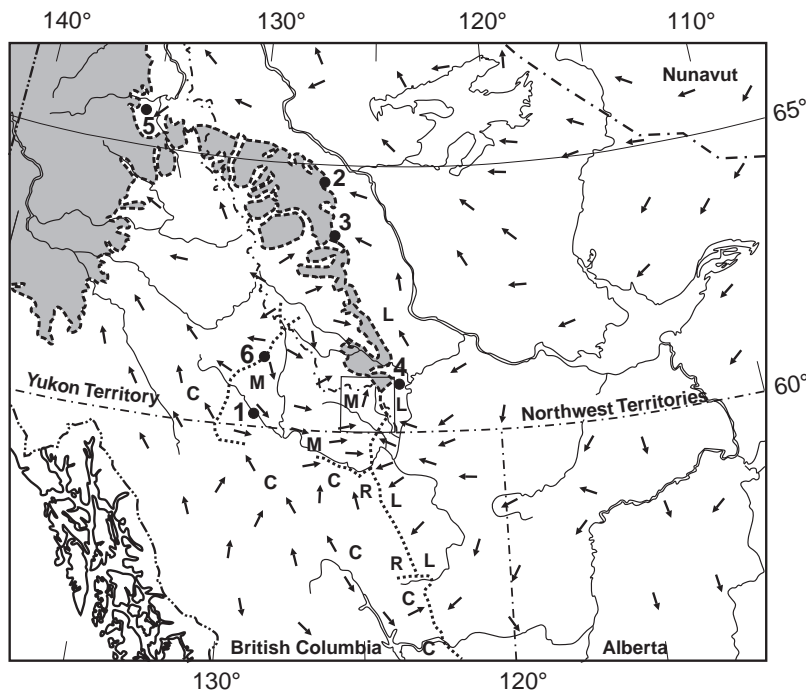 140° 130° 120° 110°
Nunavut
65°
5
2
3
L
6
M
4
C
M
L
60°
Yukon Territory
1
Northwest Territories
M
C
C
R
L
C
R
L
C
British Columbia
C
Alberta
130° 120°